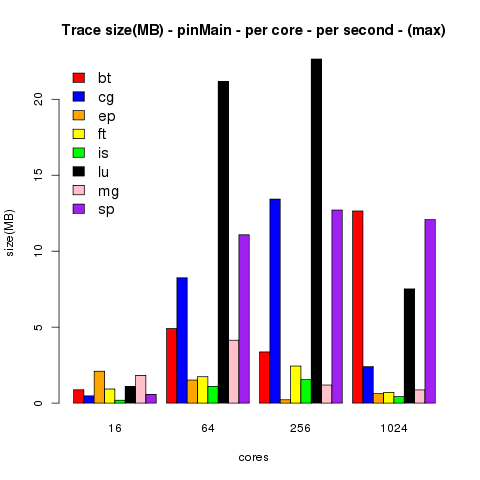 Trace size(MB) - pinMain - per core - per second - (max)
size(MB)
20
15
10
5
0
bt
cg
ep
ft
is
lu
mg
sp
16 64 256 1024
cores